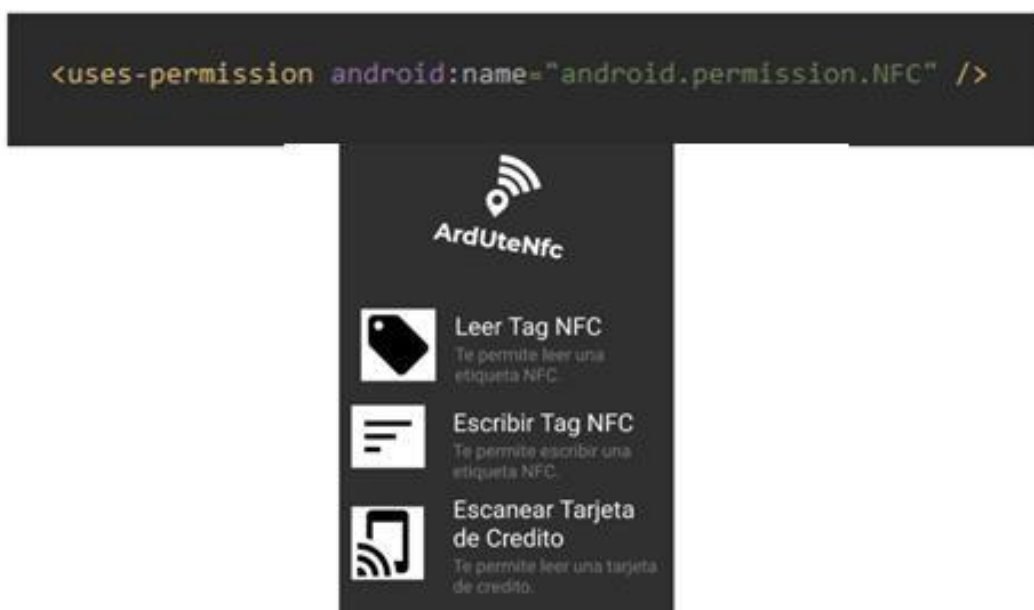 <uses-permission android:name="android.permission.NFC" />
ArdUteNfc
Leer Tag NFC
Te permite leer una
etiqueta NFC.
Escribir Tag NFC
Te permite escribir una
etiqueta NFC.
Escanear Tarjeta
de Credito
Te permite leer una tarjeta
de credito.